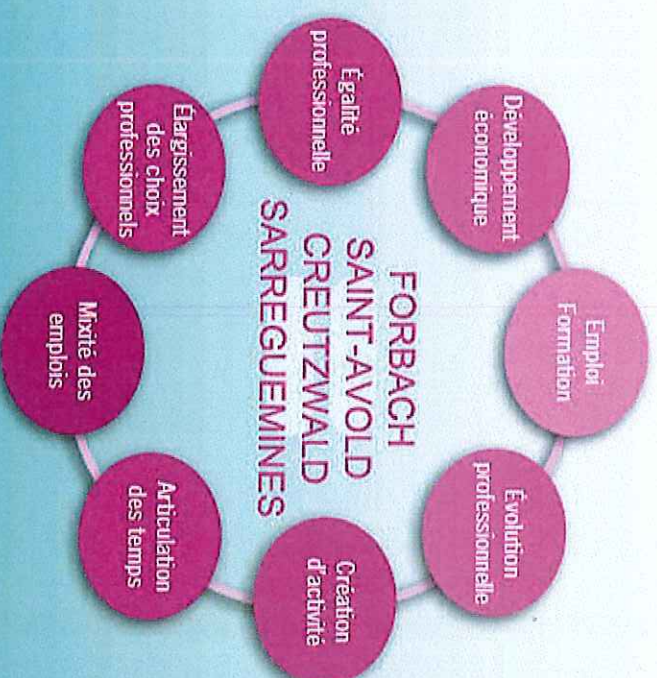 Emploi
Formation
Développement
économique
Évolution
professionnelle
FORBACH
SAINT-AVOLD
CREUTZWALD
SARREGUEMINES
Égalité
professionnelle
Création
d'activité
Élargissement
des choix
professionnels
Articulation
des temps
Mixité des
emplois